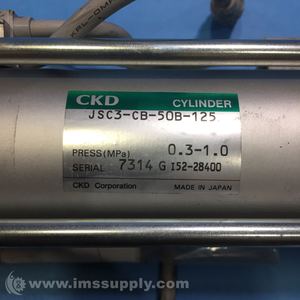 CKD CYLINDER
JSC3-CB-50B-125
PRESS(MPa) 0.3-1.0
SERIAL 7314 G I52-28400
CKD Corporation MADE IN JAPAN
© www.imssupply.com